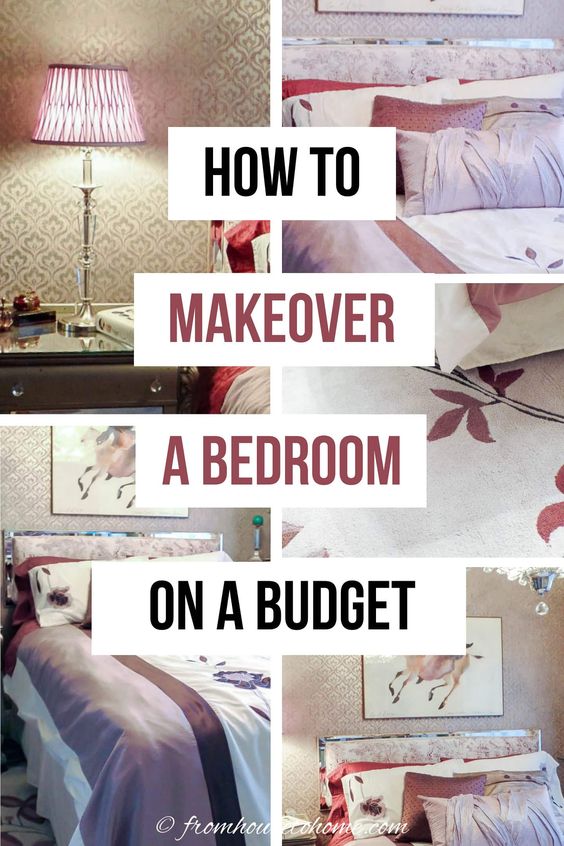 HOW TO
MAKEOVER
A BEDROOM
ON A BUDGET
© fromhousetohome.com